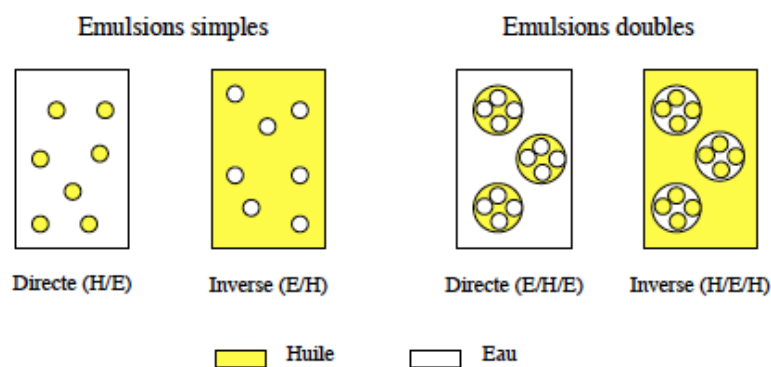 Emulsions simples
Emulsions doubles
Directe (H/E)
Inverse (E/H)
Directe (E/H/E)
Inverse (H/E/H)
Huile
Eau